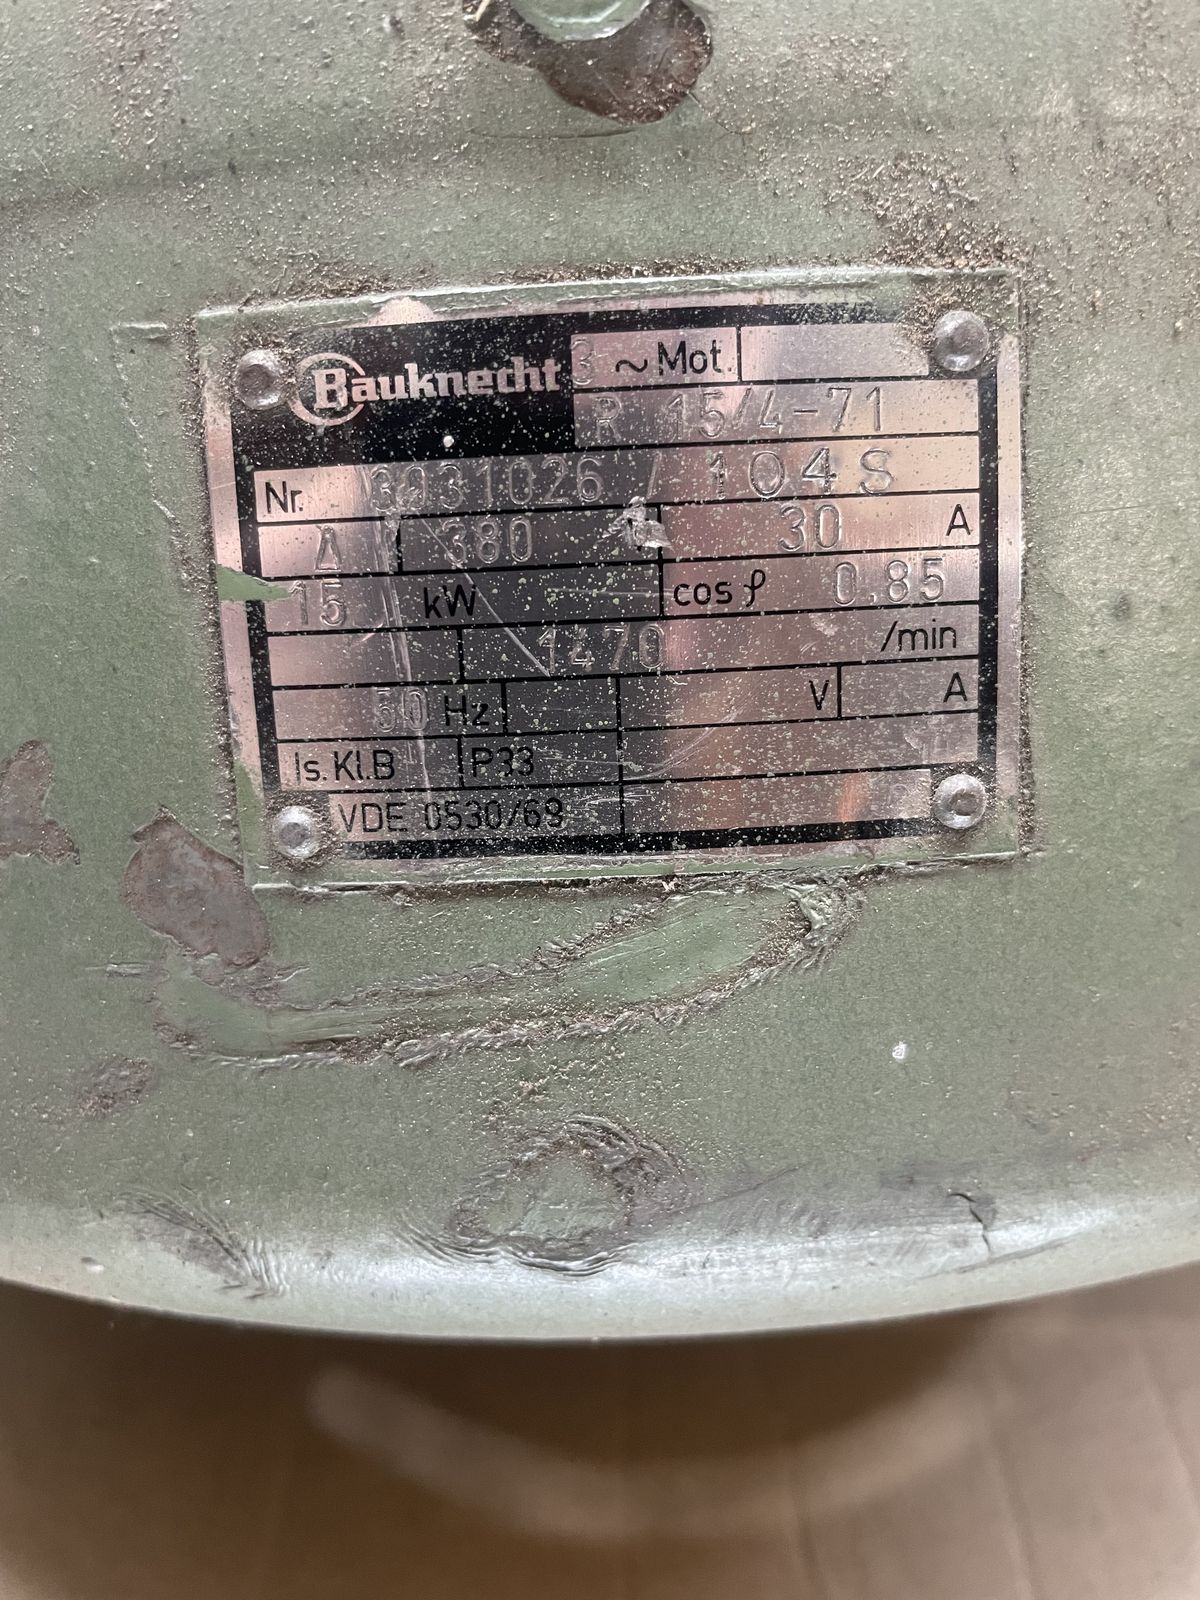 Bauknecht 3 ~ Mot.
R 15/4-71
Nr. 3031026 / 104 S
Δ 380 30 A
15 kW cos φ 0.85
1470 /min
50 Hz V A
Is. Kl. B P33
VDE 0530/69